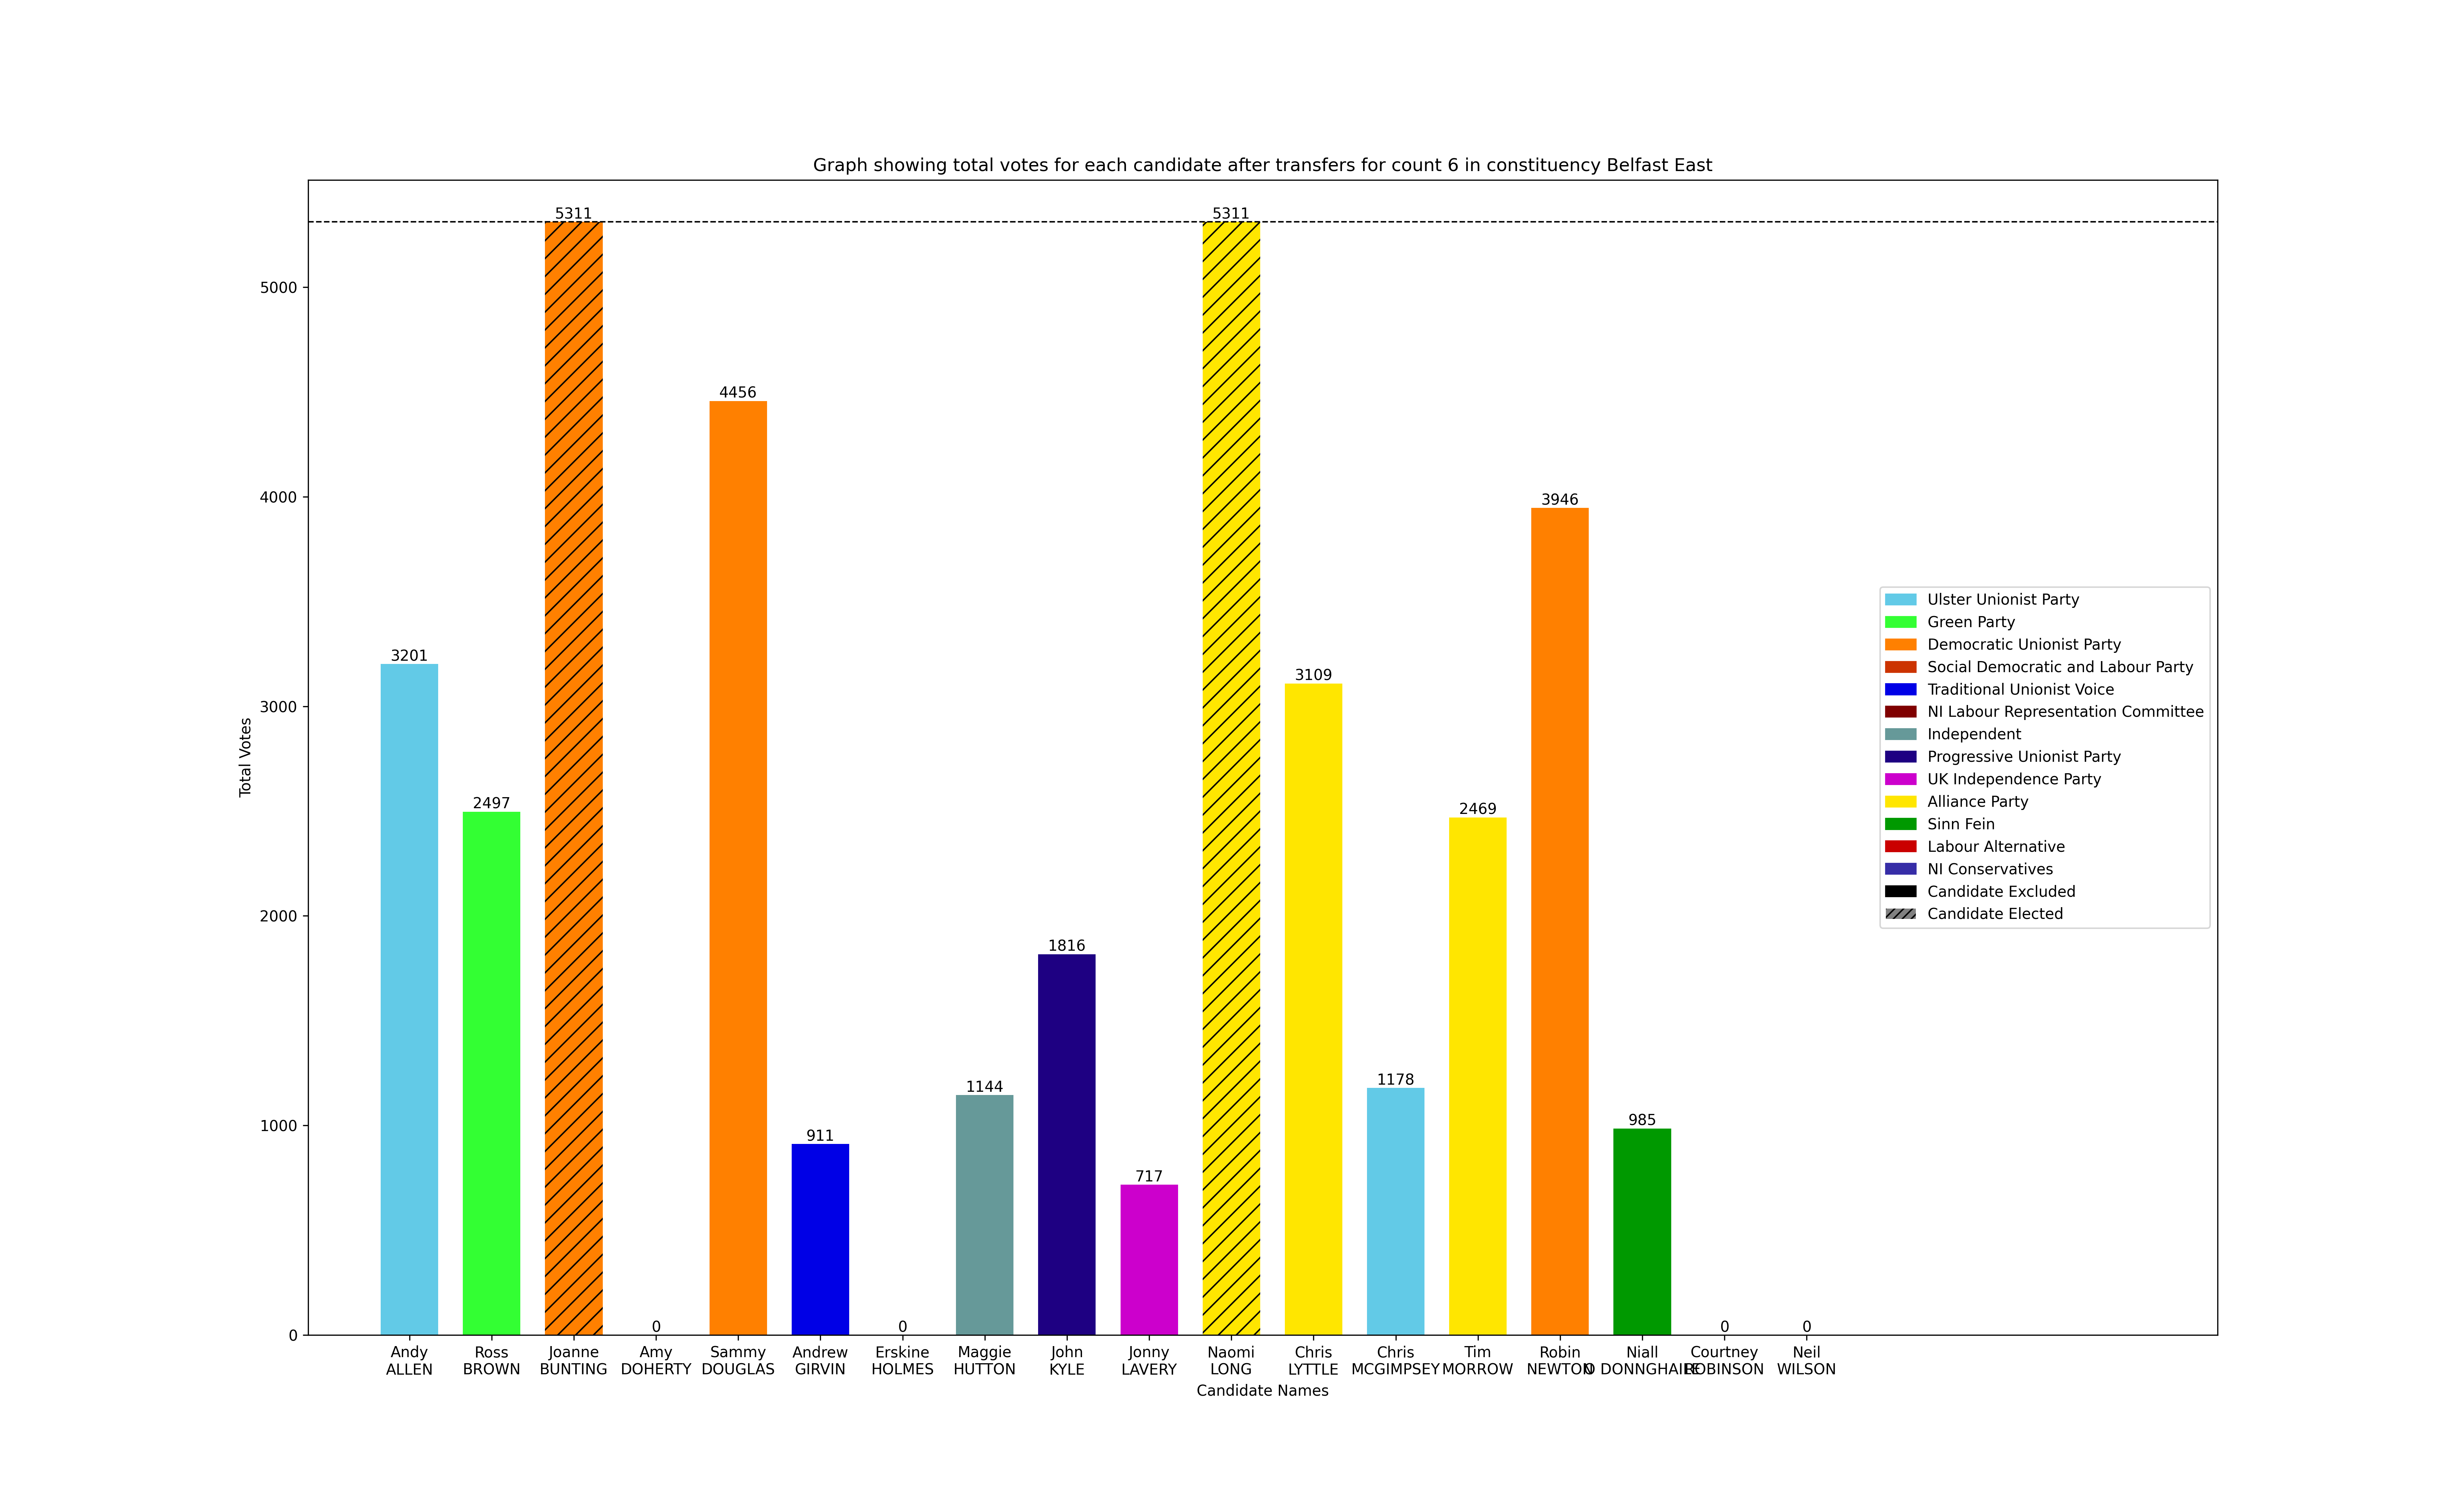 Graph showing total votes for each candidate after transfers for count 6 in constituency Belfast East
5311
5311
5000
4456
4000
3946
3201
3109
3000
2497
2469
2000
1816
1144
1178
1000
911
985
717
0
0
0
0
0
Total Votes
Ulster Unionist Party
Green Party
Democratic Unionist Party
Social Democratic and Labour Party
Traditional Unionist Voice
NI Labour Representation Committee
Independent
Progressive Unionist Party
UK Independence Party
Alliance Party
Sinn Fein
Labour Alternative
NI Conservatives
Candidate Excluded
Candidate Elected
Andy
ALLEN
Ross
BROWN
Joanne
BUNTING
Amy
DOHERTY
Sammy
DOUGLAS
Andrew
GIRVIN
Erskine
HOLMES
Maggie
HUTTON
John
KYLE
Jonny
LAVERY
Naomi
LONG
Chris
LYTTLE
Chris
MCGIMPSEY
Tim
MORROW
Robin
NEWTON
Niall
O DONNGHAILE
Courtney
ROBINSON
Neil
WILSON
Candidate Names